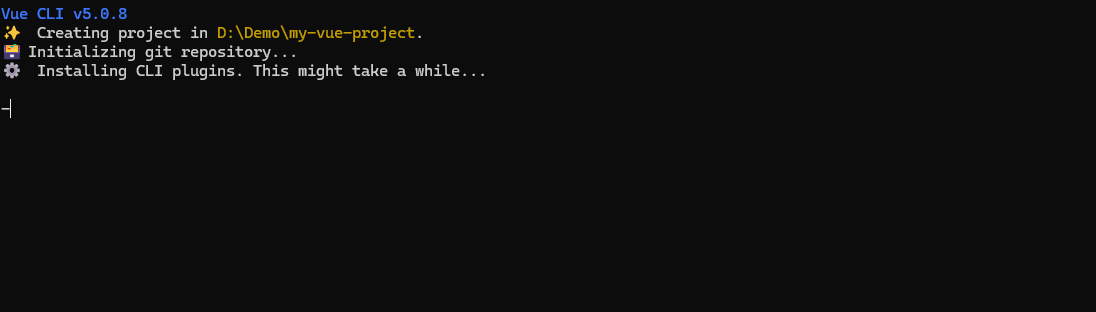 Vue CLI v5.0.8
✨  Creating project in D:\Demo\my-vue-project.
🗃 Initializing git repository...
⚙  Installing CLI plugins. This might take a while...
-